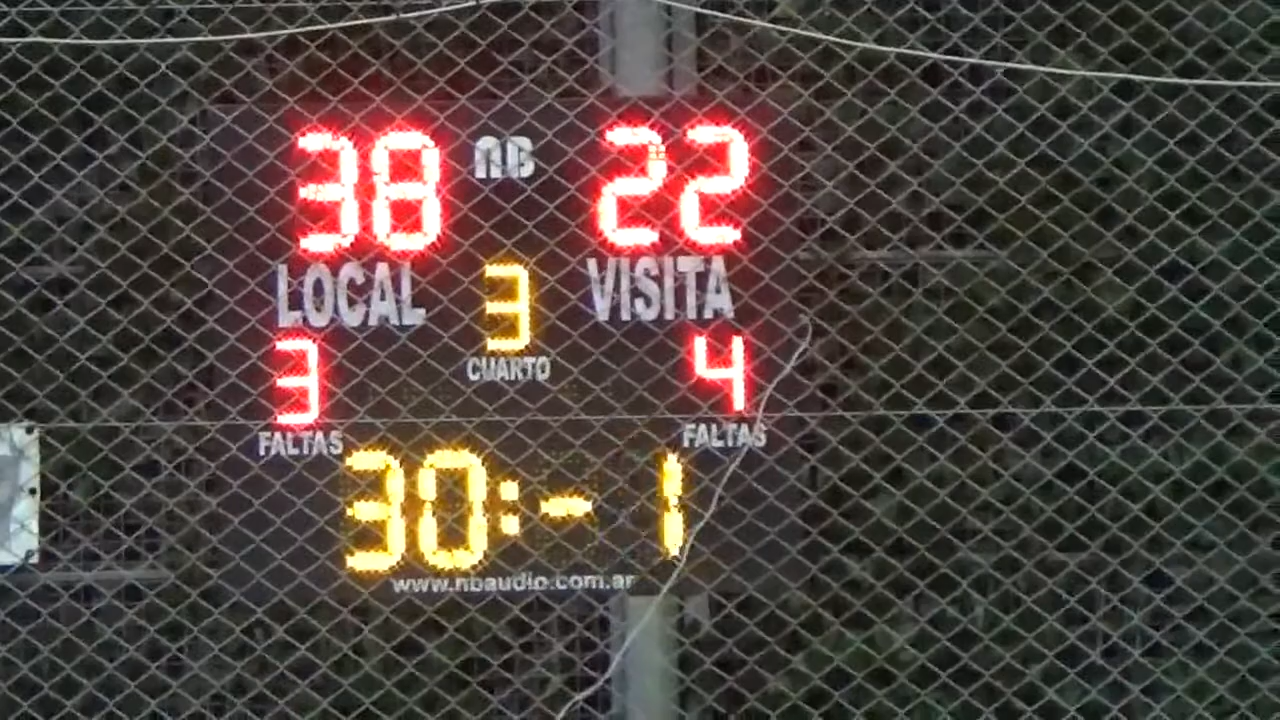 38 NB 22
LOCAL 3 VISITA
CUARTO
3 4
FALTAS FALTAS
30:-1
www.nbaudio.com.ar